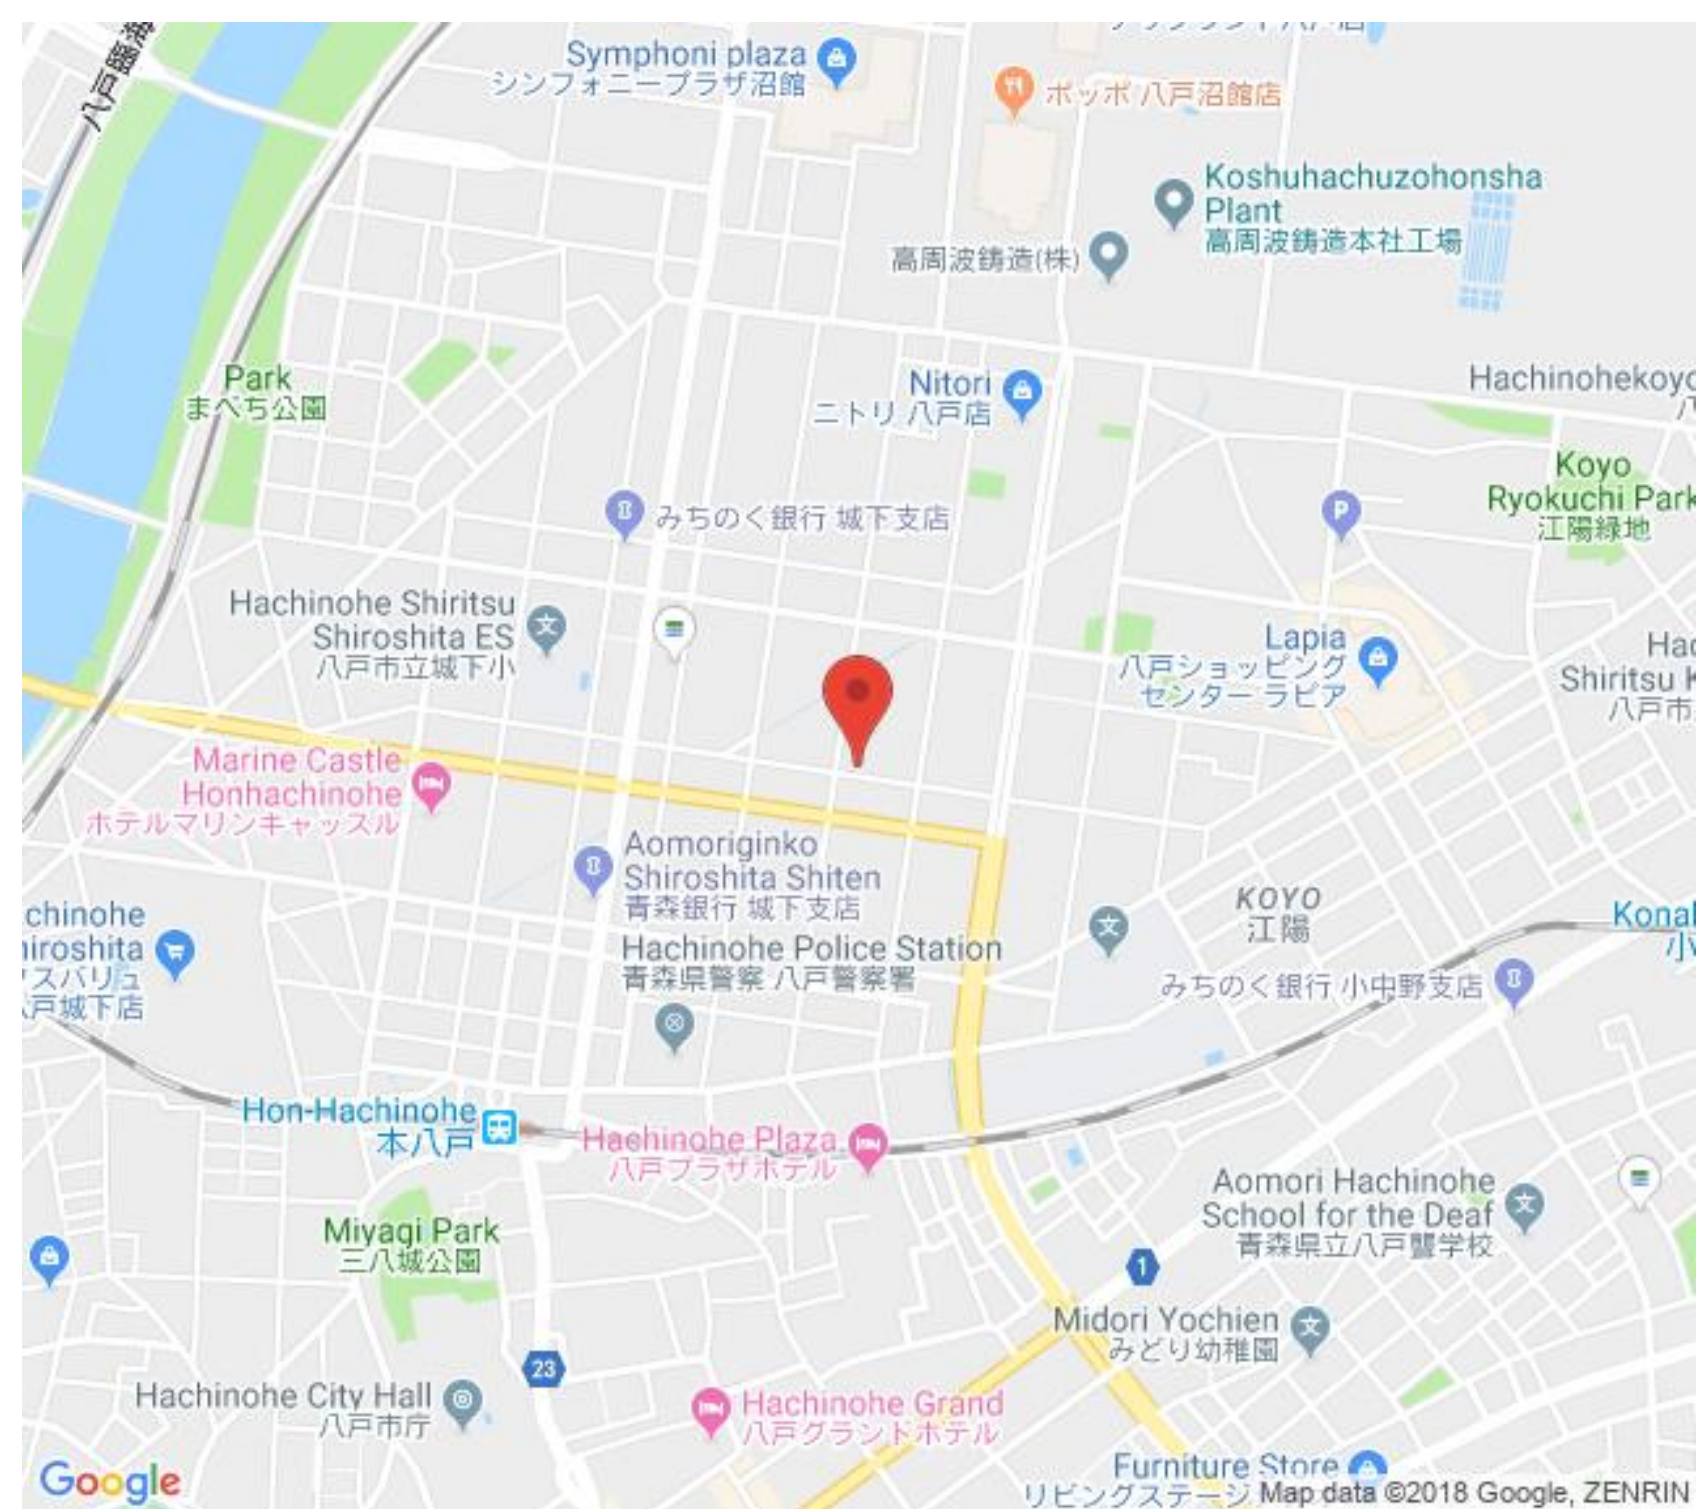 八戸臨海
Symphoni plaza
シンフォニープラザ沼館
ポッポ 八戸沼館店
Koshuhachuzohonsha
Plant
高周波鋳造本社工場
高周波鋳造(株)
Park
まべち公園
Nitori
ニトリ 八戸店
Hachinohekoyo
八
Koyo
Ryokuchi Park
江陽緑地
みちのく銀行 城下支店
P
Hachinohe Shiritsu
Shiroshita ES
八戸市立城下小
文
Lapia
八戸ショッピング
センター ラピア
Hac
Shiritsu K
八戸市
Marine Castle
Honhachinohe
ホテルマリンキャッスル
Aomoriginko
Shiroshita Shiten
青森銀行 城下支店
KOYO
江陽
文
chinohe
iroshita
スバリュ
戸城下店
Konal
小
Hachinohe Police Station
青森県警察 八戸警察署
みちのく銀行 小中野支店
Hon-Hachinohe
本八戸
Hachinohe Plaza
八戸プラザホテル
Aomori Hachinohe
School for the Deaf
青森県立八戸聾学校
文
Miyagi Park
三八城公園
1
Midori Yochien
みどり幼稚園
文
23
Hachinohe City Hall
八戸市庁
Hachinohe Grand
八戸グランドホテル
Furniture Store
リビングステージ
Google
Map data ©2018 Google, ZENRIN